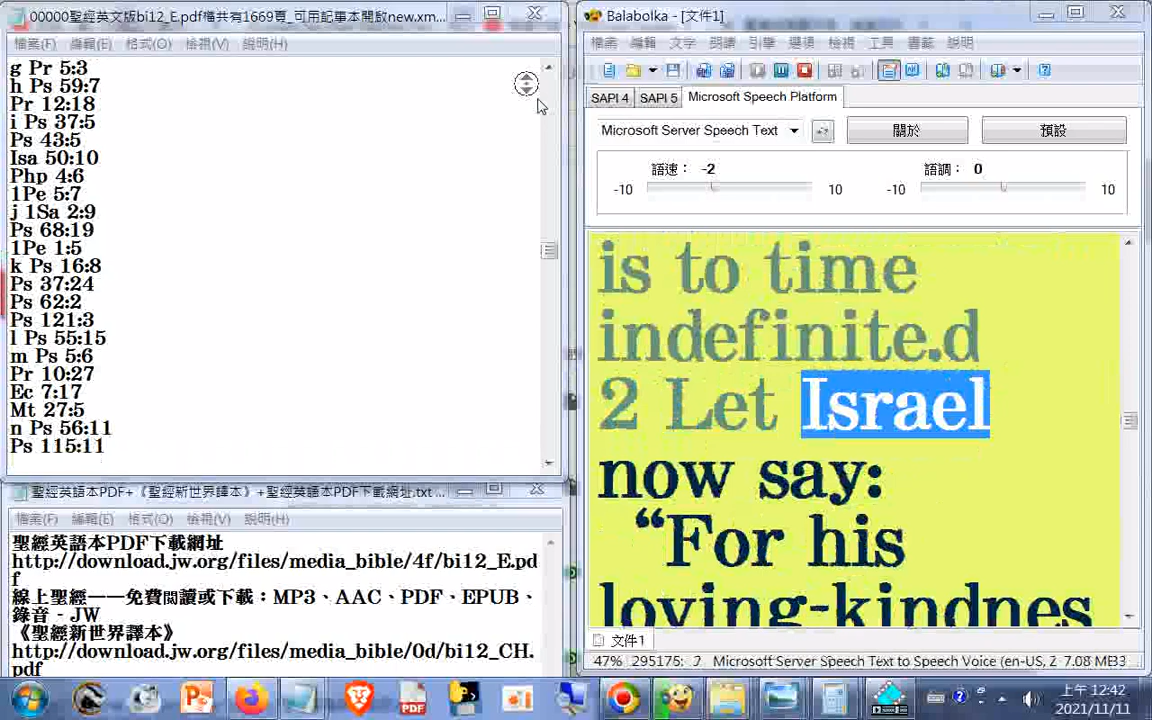 00000聖經英文版bi12_E.pdf檔共有1669頁_可用記事本開啟new.xm...
檔案(F) 編輯(E) 格式(O) 檢視(V) 說明(H)
g Pr 5:3
h Ps 59:7
Pr 12:18
i Ps 37:5
Ps 43:5
Isa 50:10
Php 4:6
1Pe 5:7
j 1Sa 2:9
Ps 68:19
1Pe 1:5
k Ps 16:8
Ps 37:24
Ps 62:2
Ps 121:3
l Ps 55:15
m Ps 5:6
Pr 10:27
Ec 7:17
Mt 27:5
n Ps 56:11
Ps 115:11
聖經英語本PDF+《聖經新世界譯本》+聖經英語本PDF下載網址.txt ...
檔案(F) 編輯(E) 格式(O) 檢視(V) 說明(H)
聖經英語本PDF下載網址
http://download.jw.org/files/media_bible/4f/bi12_E.pd
f
線上聖經——免費閱讀或下載：MP3、AAC、PDF、EPUB、
錄音 - JW
《聖經新世界譯本》
http://download.jw.org/files/media_bible/0d/bi12_CH.
pdf
Balabolka - [文件1]
檔案 編輯 文字 朗讀 引擎 選項 檢視 工具 書籤 說明
SAPI 4 SAPI 5 Microsoft Speech Platform
Microsoft Server Speech Text 關於 預設
語速： -2 語調： 0
-10 10 -10 10
is to time
indefinite.d
2 Let Israel
now say:
“For his
loving-kindnes
文件1
47% 295175: Microsoft Server Speech Text to Speech Voice (en-US, Z 7.08 MB
PDF
上午 12:42
2021/11/11